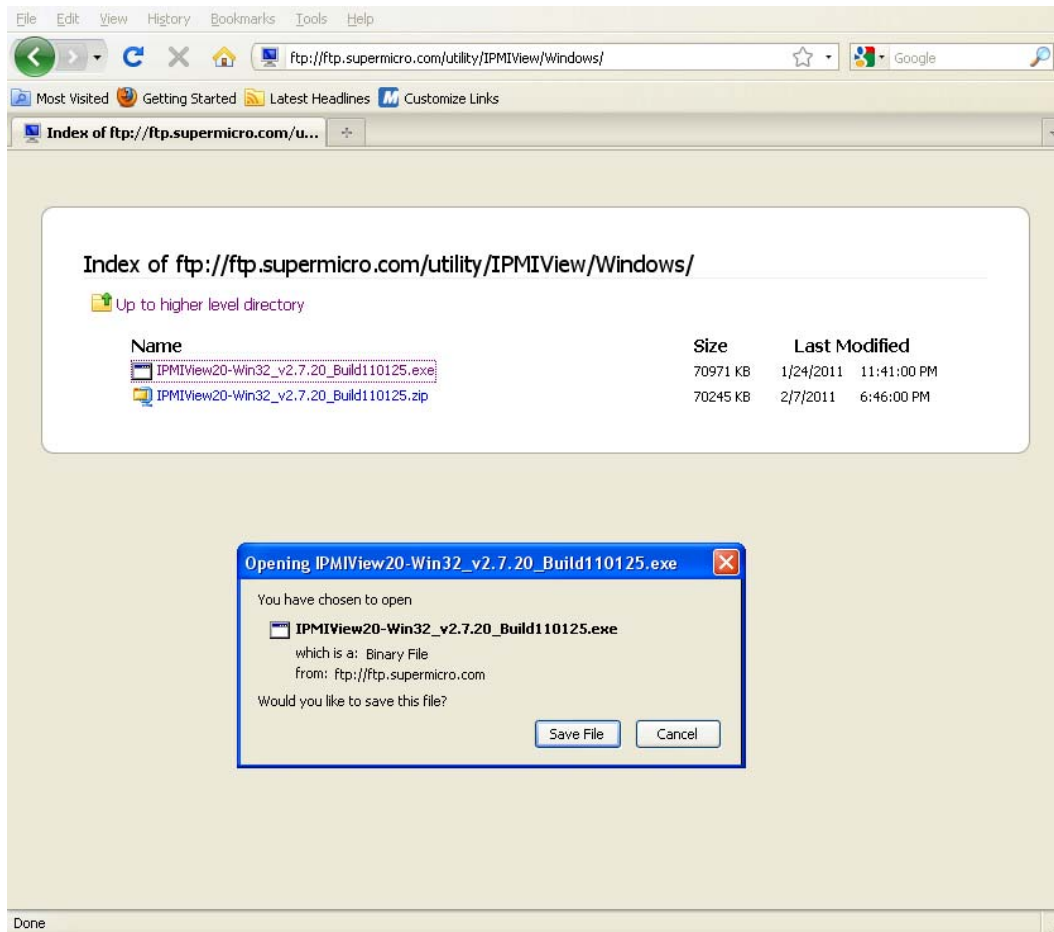 File Edit View History Bookmarks Tools Help
ftp://ftp.supermicro.com/utility/IPMIView/Windows/ Google
Most Visited Getting Started Latest Headlines Customize Links
Index of ftp://ftp.supermicro.com/u...
Index of ftp://ftp.supermicro.com/utility/IPMIView/Windows/
Up to higher level directory
Name Size Last Modified
IPMIView20-Win32_v2.7.20_Build110125.exe 70971 KB 1/24/2011 11:41:00 PM
IPMIView20-Win32_v2.7.20_Build110125.zip 70245 KB 2/7/2011 6:46:00 PM
Opening IPMIView20-Win32_v2.7.20_Build110125.exe
You have chosen to open
IPMIView20-Win32_v2.7.20_Build110125.exe
which is a: Binary File
from: ftp://ftp.supermicro.com
Would you like to save this file?
Save File Cancel
Done